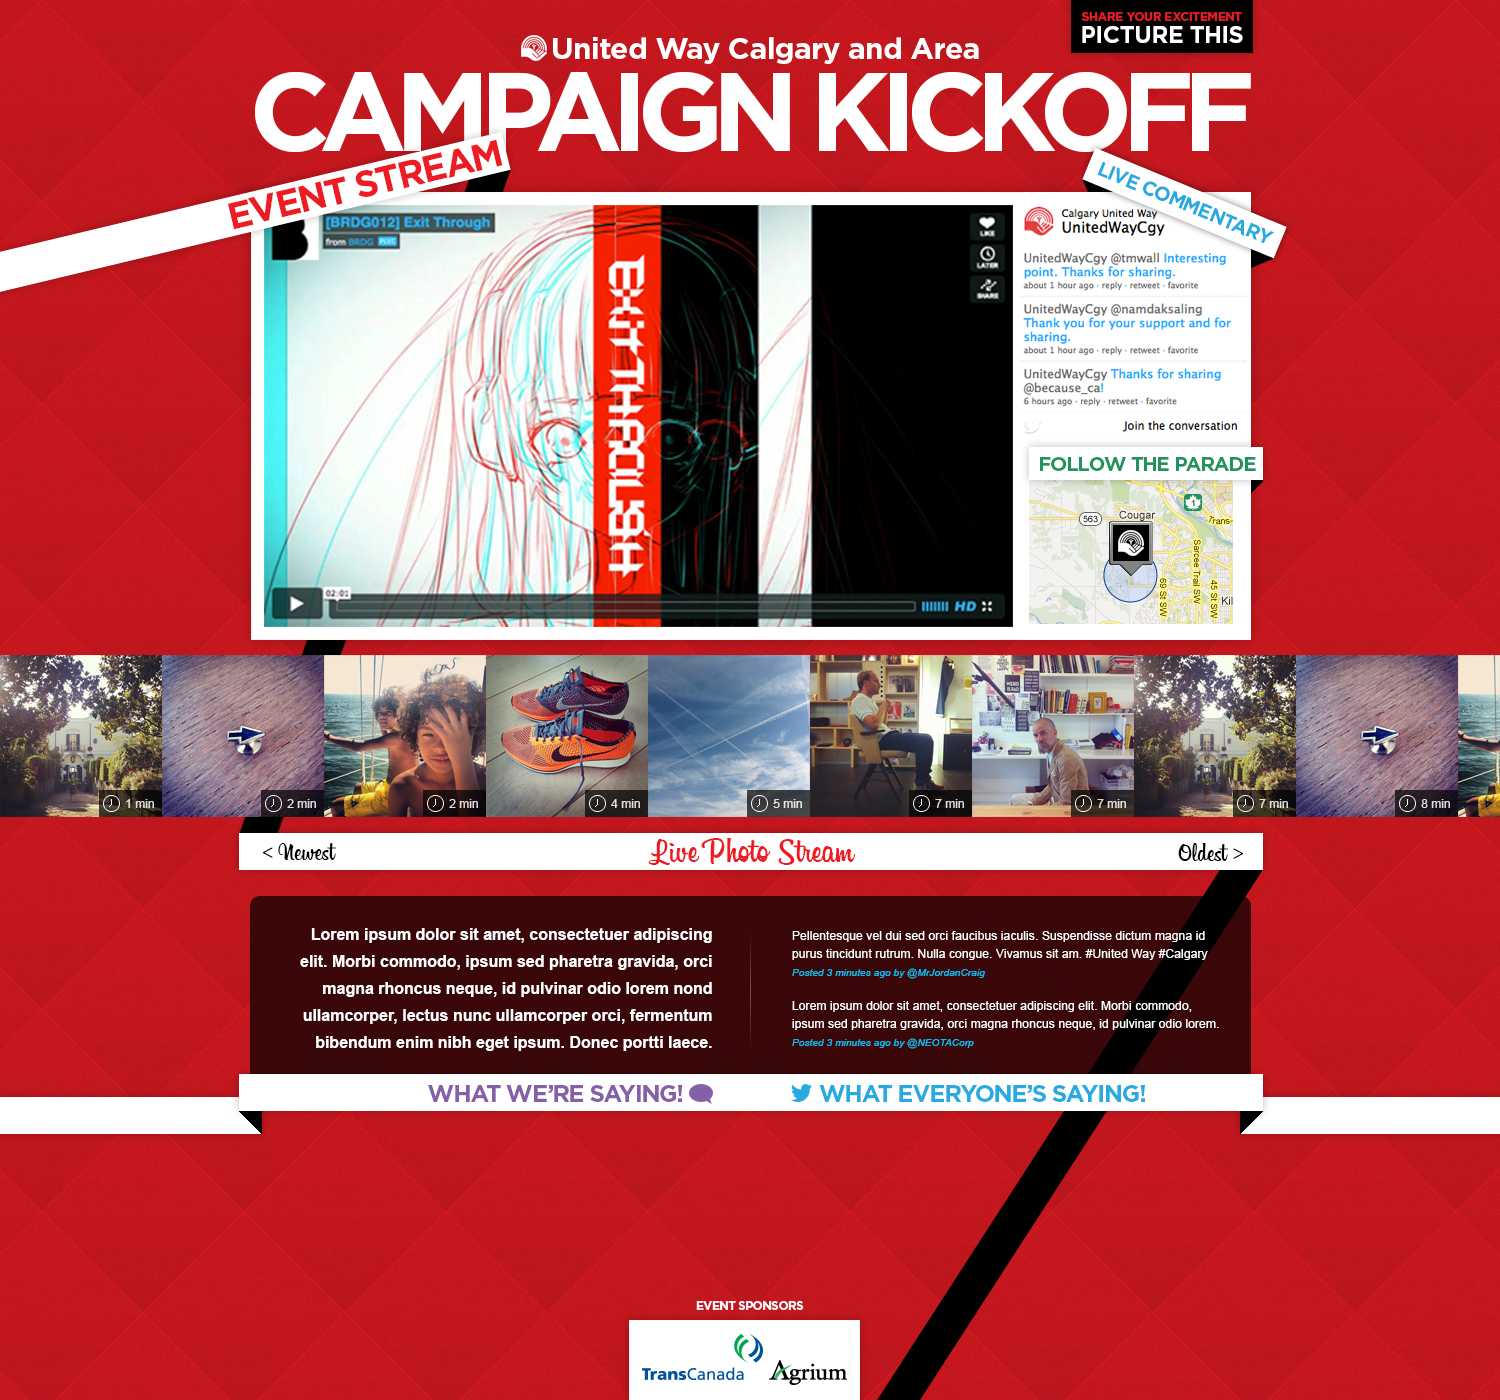 SHARE YOUR EXCITEMENT
PICTURE THIS
United Way Calgary and Area
CAMPAIGN KICKOFF
EVENT STREAM
LIVE COMMENTARY
[BRDG012] Exit Through
from BRDG PLUS
LIKE
LATER
SHARE
EXIT THROUGH
02:01
HD
Calgary United Way
UnitedWayCgy
UnitedWayCgy @tmwall Interesting
point. Thanks for sharing.
about 1 hour ago · reply · retweet · favorite
UnitedWayCgy @namdaksaling
Thank you for your support and for
sharing.
about 1 hour ago · reply · retweet · favorite
UnitedWayCgy Thanks for sharing
@because_ca!
6 hours ago · reply · retweet · favorite
Join the conversation
FOLLOW THE PARADE
1
563
Cougar
Trans-
Sarcee Trail SW
69 St SW
45 St SW
Kil
1 min
2 min
2 min
4 min
5 min
7 min
7 min
7 min
8 min
< Newest
Live Photo Stream
Oldest >
Lorem ipsum dolor sit amet, consectetuer adipiscing
elit. Morbi commodo, ipsum sed pharetra gravida, orci
magna rhoncus neque, id pulvinar odio lorem nond
ullamcorper, lectus nunc ullamcorper orci, fermentum
bibendum enim nibh eget ipsum. Donec portti laece.
Pellentesque vel dui sed orci faucibus iaculis. Suspendisse dictum magna id
purus tincidunt rutrum. Nulla congue. Vivamus sit am. #United Way #Calgary
Posted 3 minutes ago by @MrJordanCraig
Lorem ipsum dolor sit amet, consectetuer adipiscing elit. Morbi commodo,
ipsum sed pharetra gravida, orci magna rhoncus neque, id pulvinar odio lorem.
Posted 3 minutes ago by @NEOTACorp
WHAT WE'RE SAYING!
WHAT EVERYONE'S SAYING!
EVENT SPONSORS
TransCanada
Agrium